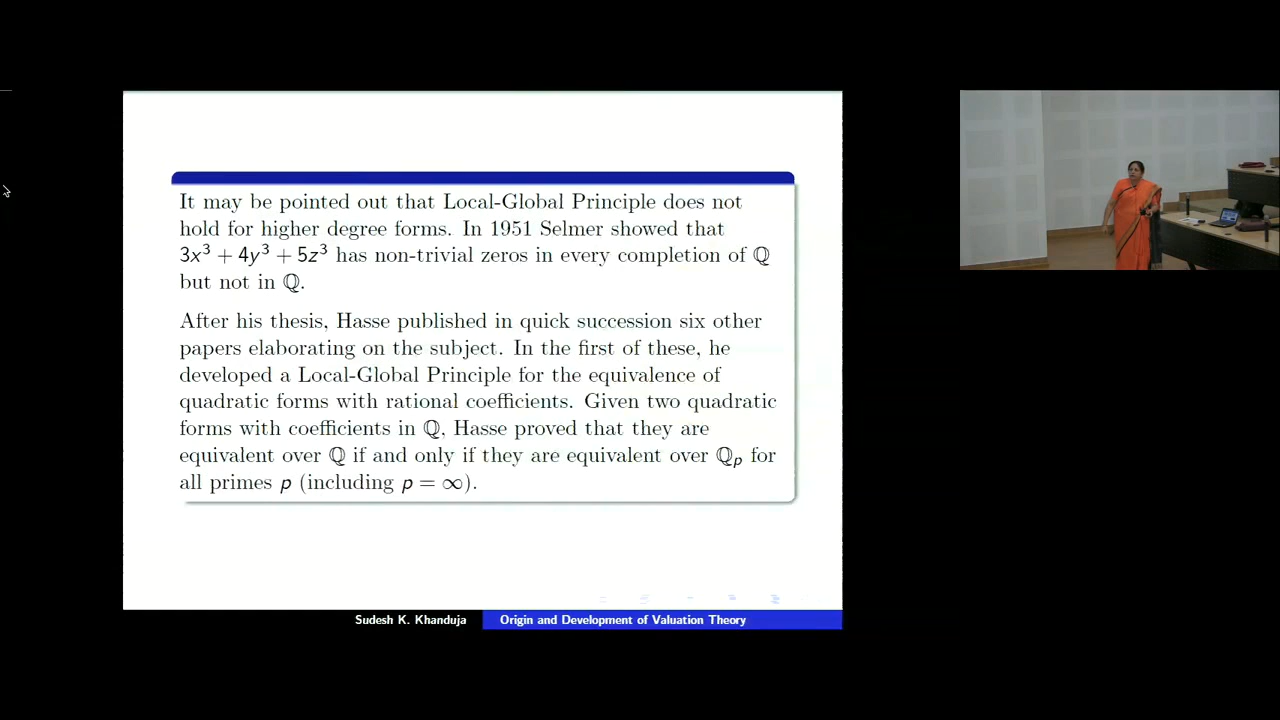 It may be pointed out that Local-Global Principle does not
hold for higher degree forms. In 1951 Selmer showed that
3x³ + 4y³ + 5z³ has non-trivial zeros in every completion of ℚ
but not in ℚ.
After his thesis, Hasse published in quick succession six other
papers elaborating on the subject. In the first of these, he
developed a Local-Global Principle for the equivalence of
quadratic forms with rational coefficients. Given two quadratic
forms with coefficients in ℚ, Hasse proved that they are
equivalent over ℚ if and only if they are equivalent over ℚₚ for
all primes p (including p = ∞).
Sudesh K. Khanduja Origin and Development of Valuation Theory